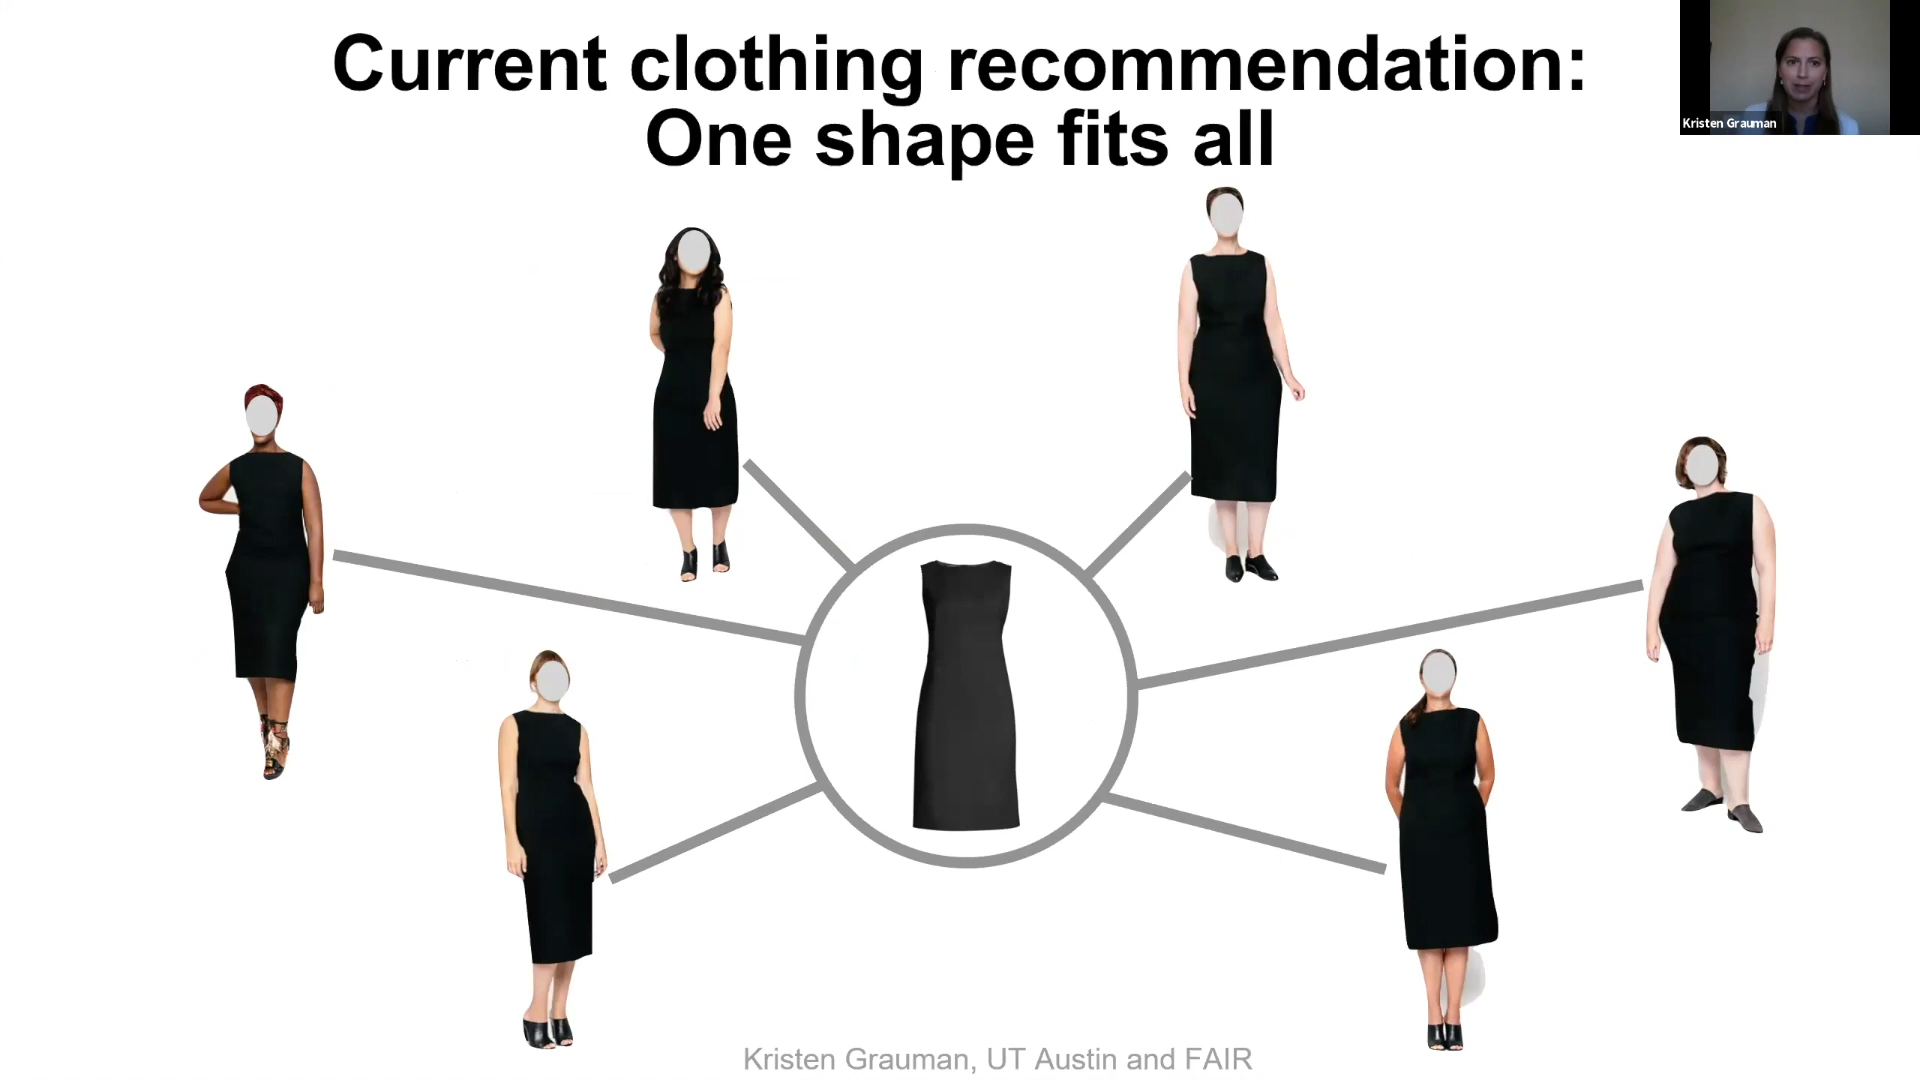 Current clothing recommendation:
One shape fits all
Kristen Grauman
Kristen Grauman, UT Austin and FAIR